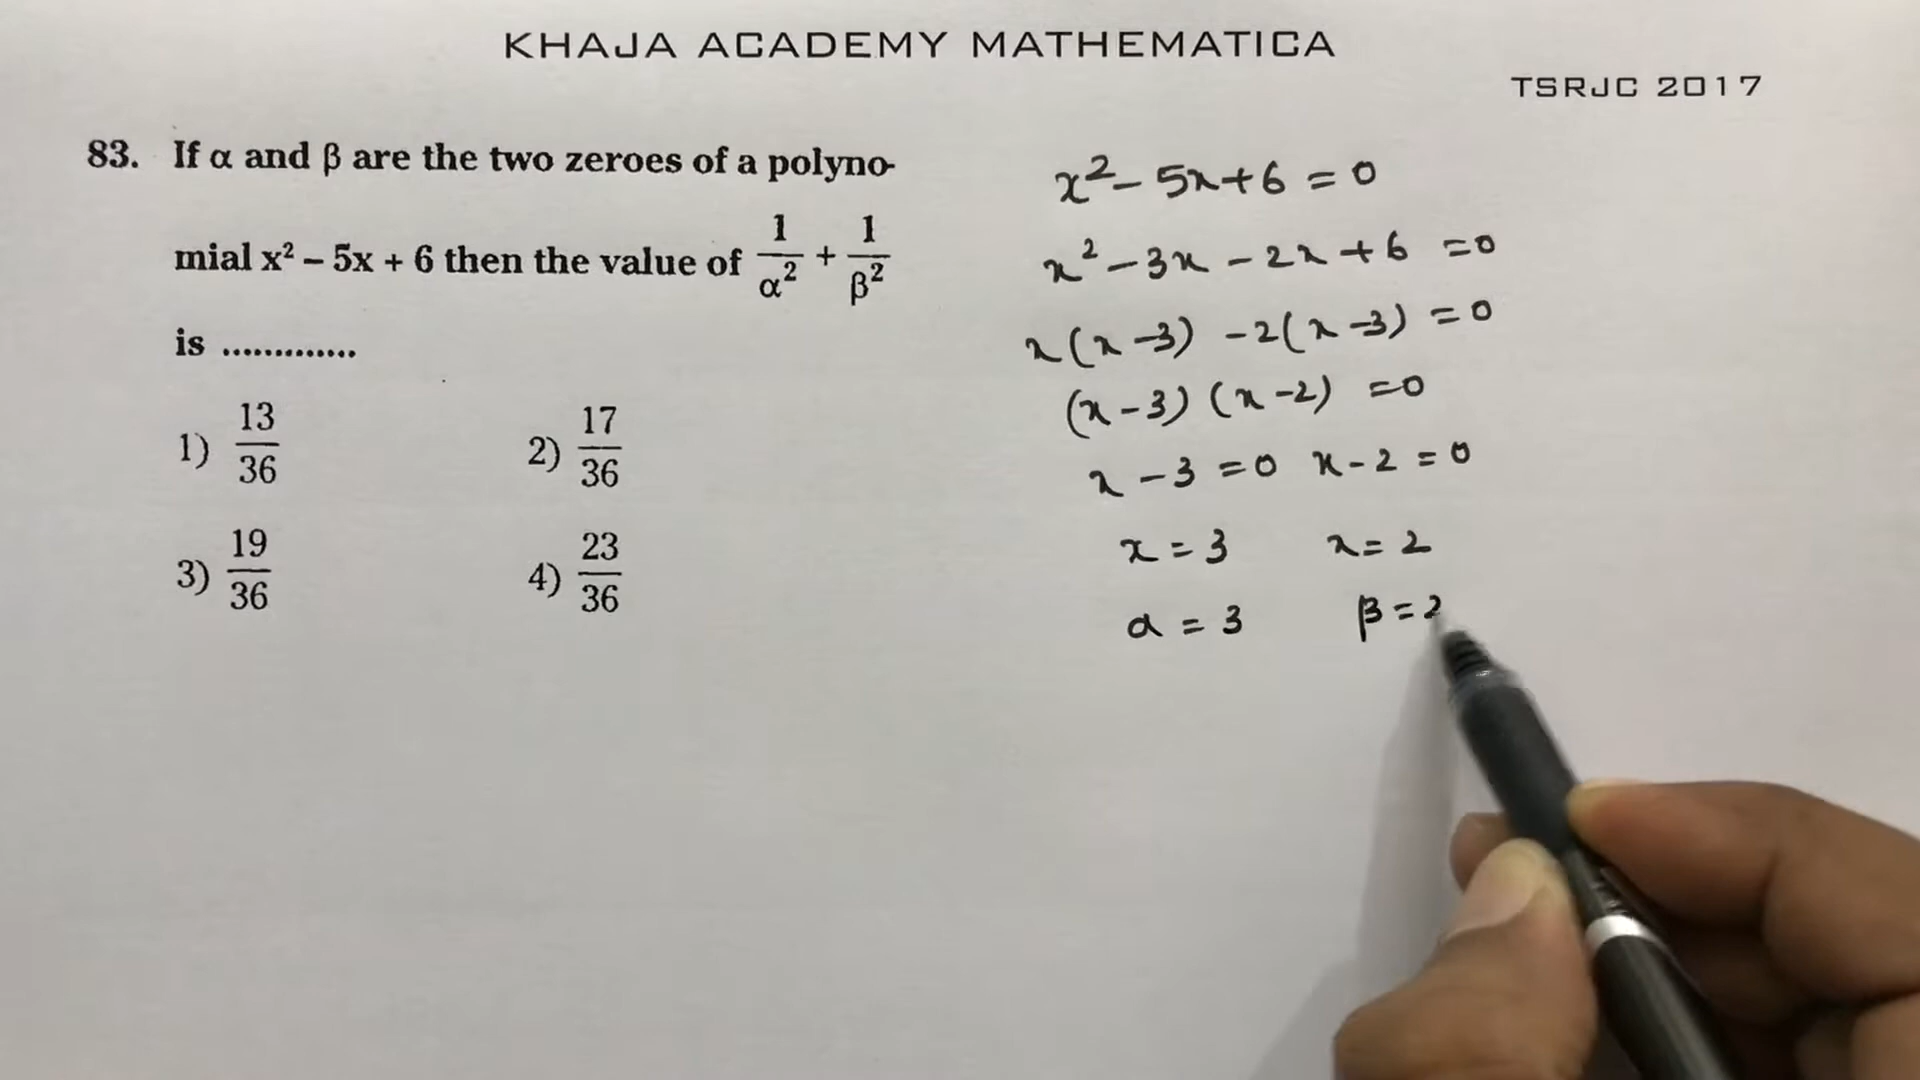 KHAJA ACADEMY MATHEMATICA
TSRJC 2017
83. If α and β are the two zeroes of a polyno-
mial x² – 5x + 6 then the value of 1/α² + 1/β²
is .............
1) 13/36 2) 17/36
3) 19/36 4) 23/36
x² - 5x + 6 = 0
x² - 3x - 2x + 6 = 0
x(x - 3) - 2(x - 3) = 0
(x - 3) (x - 2) = 0
x - 3 = 0 x - 2 = 0
x = 3 x = 2
α = 3 β = 2